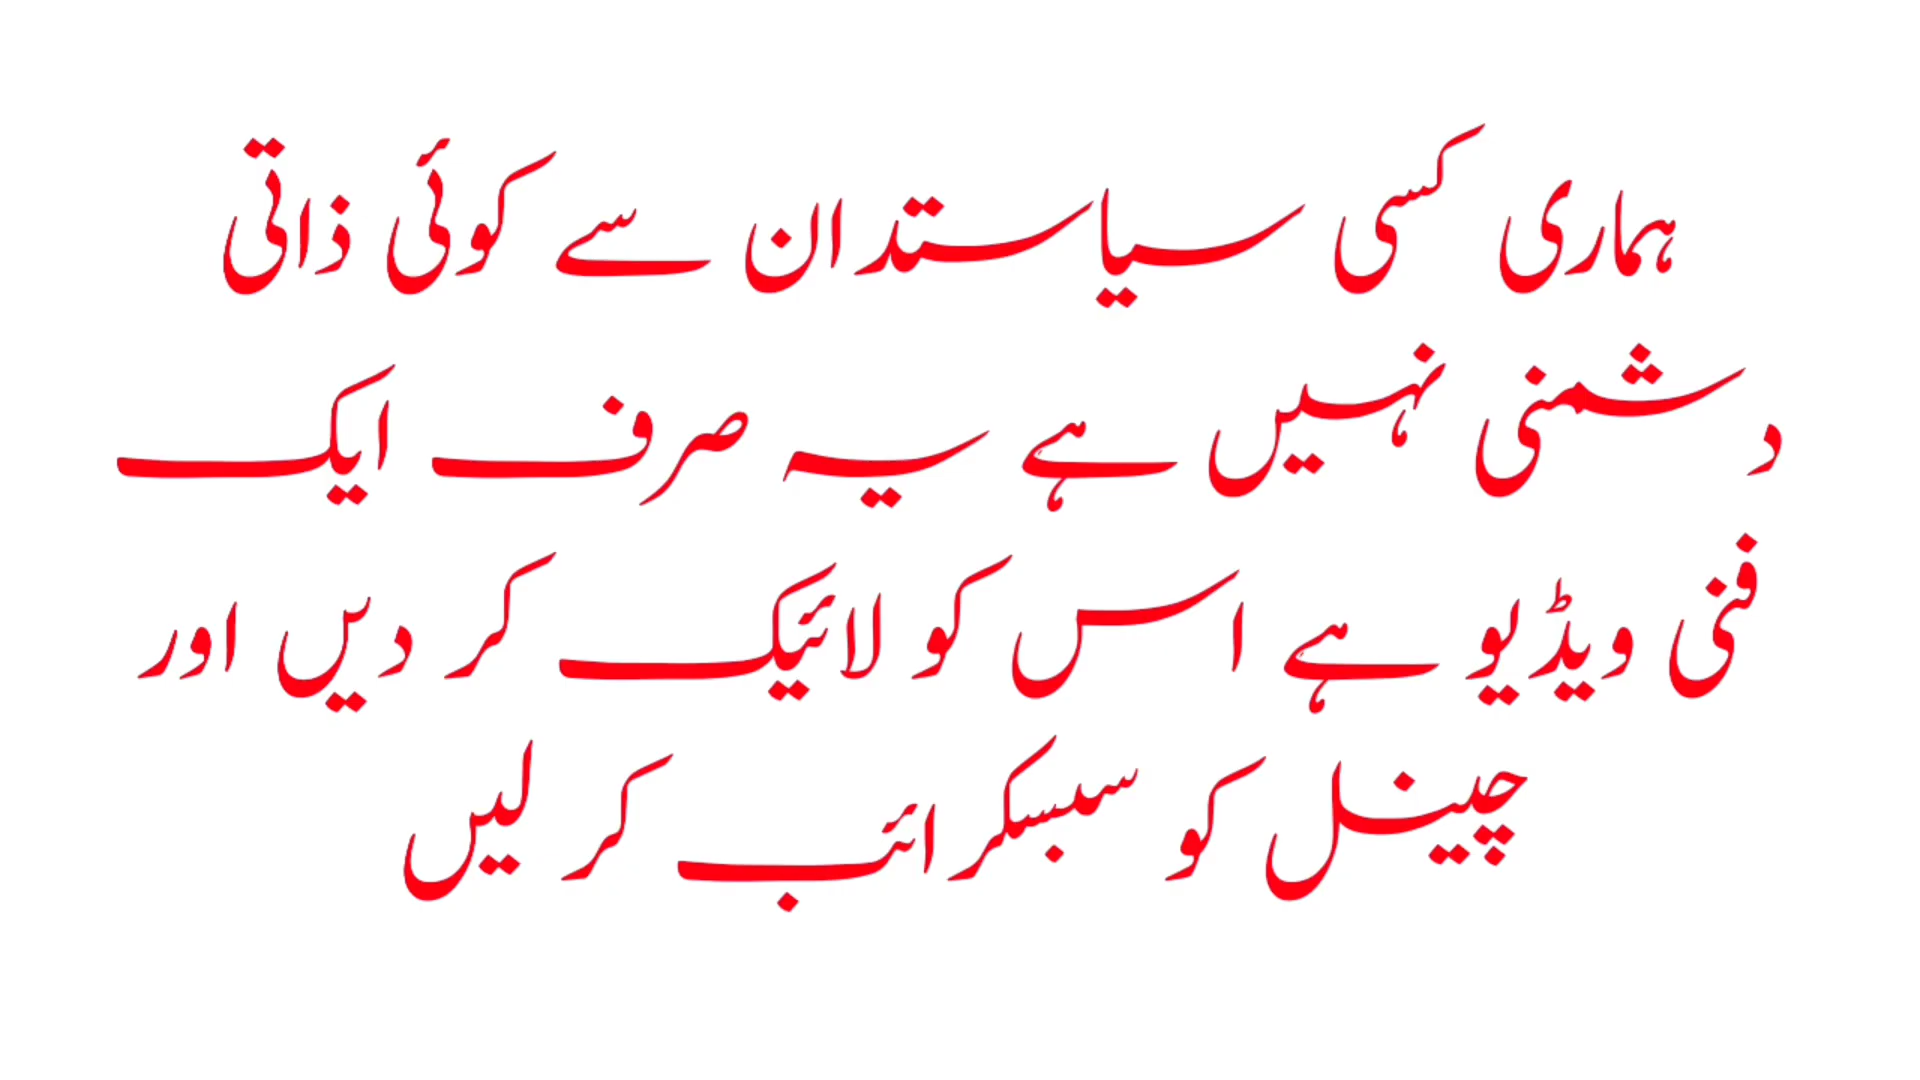 ہماری کسی سیاستدان سے کوئی ذاتی
دشمنی نہیں ہے یہ صرف ایک
فنی ویڈیو ہے اس کو لائیک کر دیں اور
چینل کو سبسکرائب کر لیں